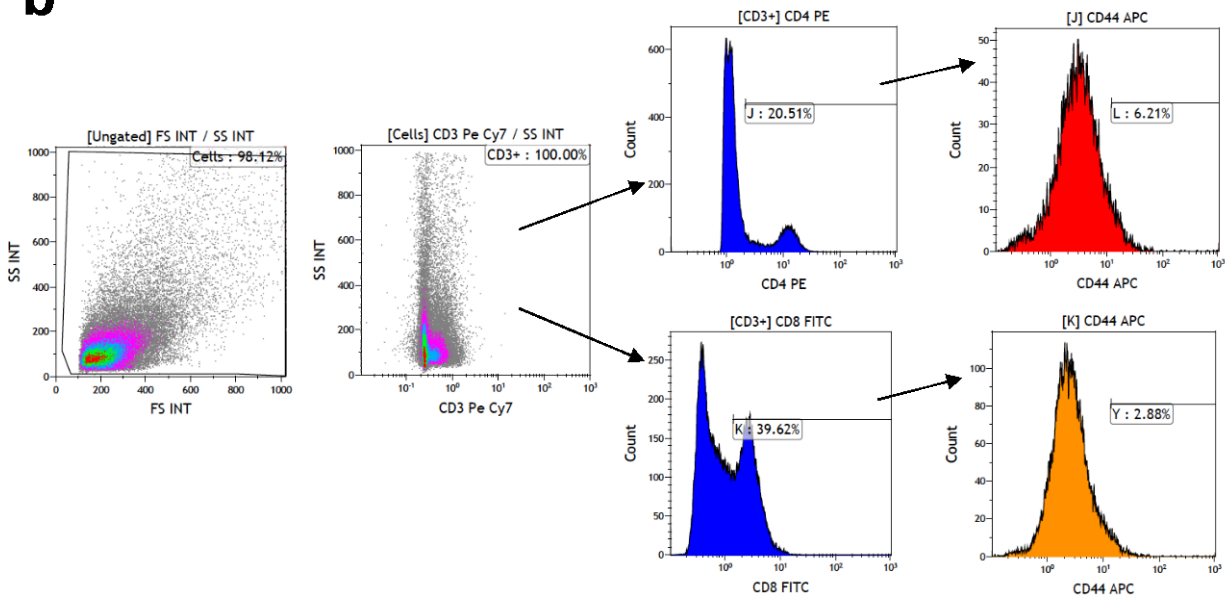 b
[Ungated] FS INT / SS INT
Cells : 98.12%
1000
800
600
400
200
0
SS INT
0 200 400 600 800 1000
FS INT
[Cells] CD3 Pe Cy7 / SS INT
CD3+ : 100.00%
1000
800
600
400
200
0
SS INT
10-1 100 101 102 103
CD3 Pe Cy7
[CD3+] CD4 PE
J : 20.51%
600
400
200
0
Count
100 101 102 103
CD4 PE
[J] CD44 APC
L : 6.21%
50
40
30
20
10
0
Count
100 101 102 103
CD44 APC
[CD3+] CD8 FITC
K : 39.62%
250
200
150
100
50
0
Count
100 101 102 103
CD8 FITC
[K] CD44 APC
Y : 2.88%
100
80
60
40
20
0
Count
100 101 102 103
CD44 APC